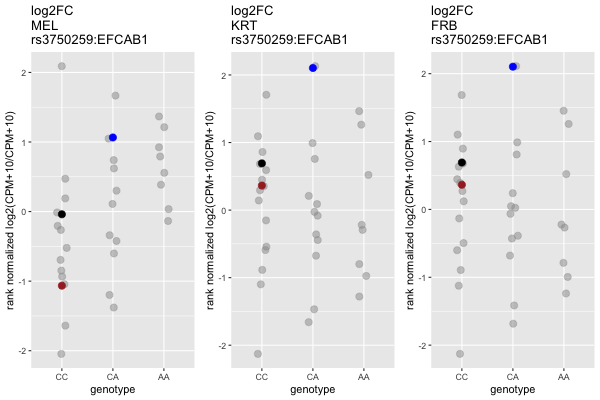 log2FC
MEL
rs3750259:EFCAB1
rank normalized log2(CPM+10/CPM+10)
2
1
0
-1
-2
CC
CA
AA
genotype
log2FC
KRT
rs3750259:EFCAB1
rank normalized log2(CPM+10/CPM+10)
2
1
0
-1
-2
CC
CA
AA
genotype
log2FC
FRB
rs3750259:EFCAB1
rank normalized log2(CPM+10/CPM+10)
2
1
0
-1
-2
CC
CA
AA
genotype